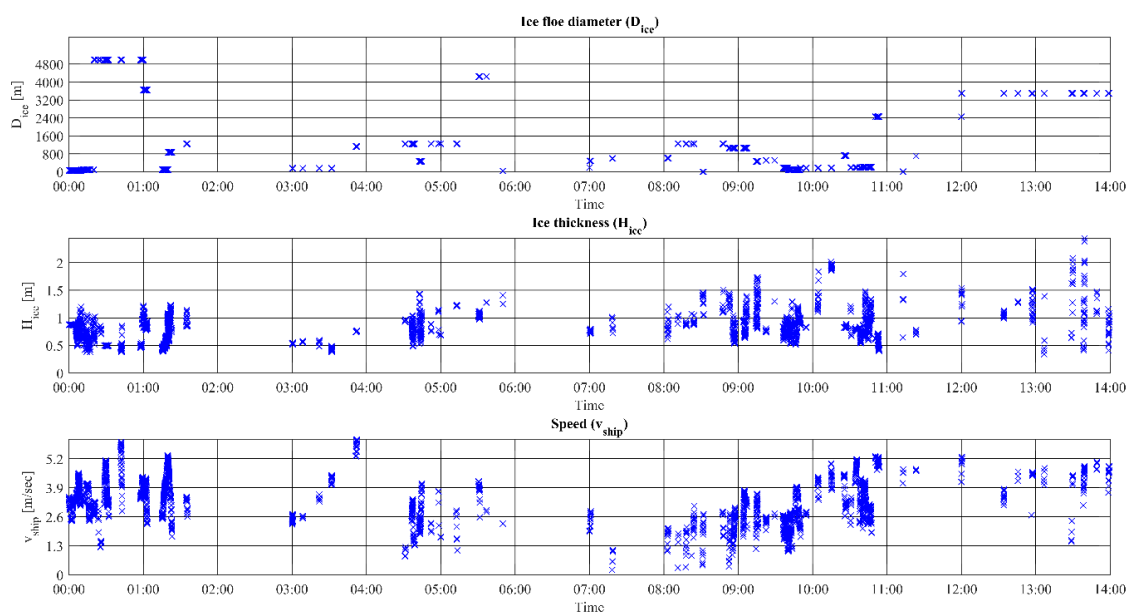 Ice floe diameter (D_ice)
D_ice [m]
4800
4000
3200
2400
1600
800
0
00:00 01:00 02:00 03:00 04:00 05:00 06:00 07:00 08:00 09:00 10:00 11:00 12:00 13:00 14:00
Time
Ice thickness (H_ice)
H_ice [m]
2
1.5
1
0.5
0
00:00 01:00 02:00 03:00 04:00 05:00 06:00 07:00 08:00 09:00 10:00 11:00 12:00 13:00 14:00
Time
Speed (v_ship)
v_ship [m/sec]
5.2
3.9
2.6
1.3
0
00:00 01:00 02:00 03:00 04:00 05:00 06:00 07:00 08:00 09:00 10:00 11:00 12:00 13:00 14:00
Time